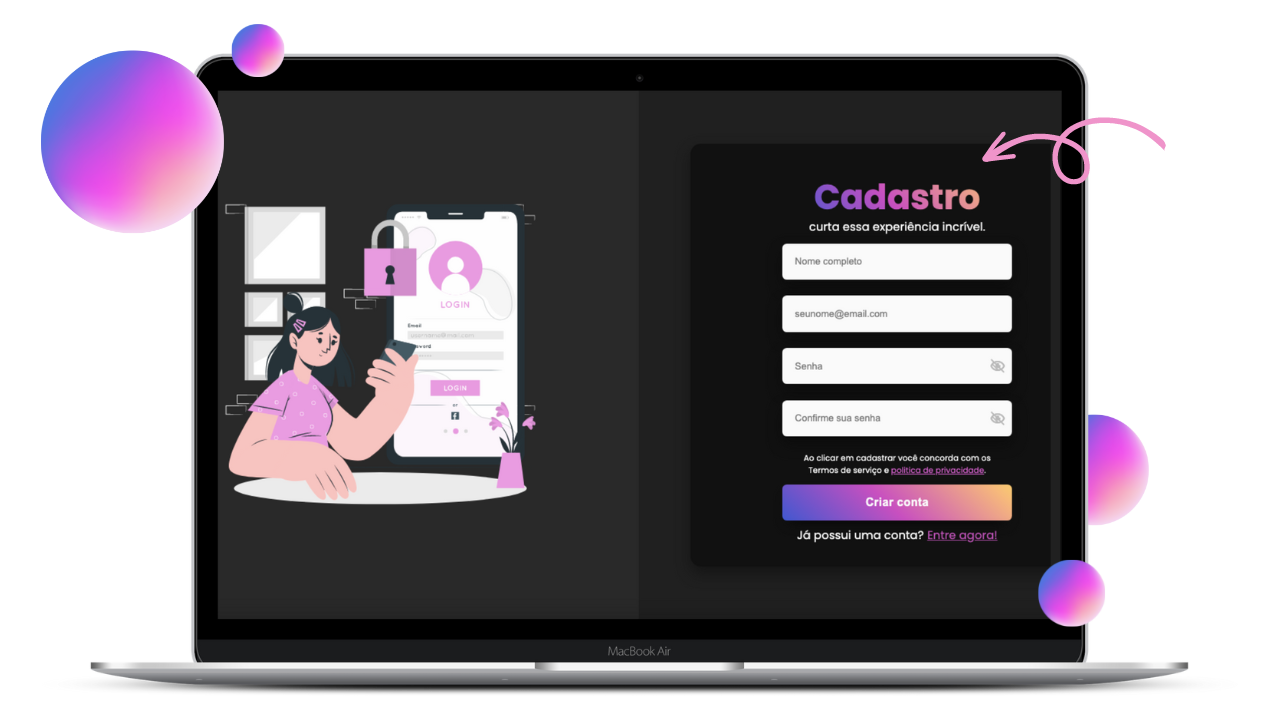 LOGIN
Email
LOGIN
or
Cadastro
curta essa experiência incrível.
Nome completo
seunome@email.com
Senha
Confirme sua senha
Ao clicar em cadastrar você concorda com os
Termos de serviço e política de privacidade.
Criar conta
Já possui uma conta? Entre agora!
MacBook Air